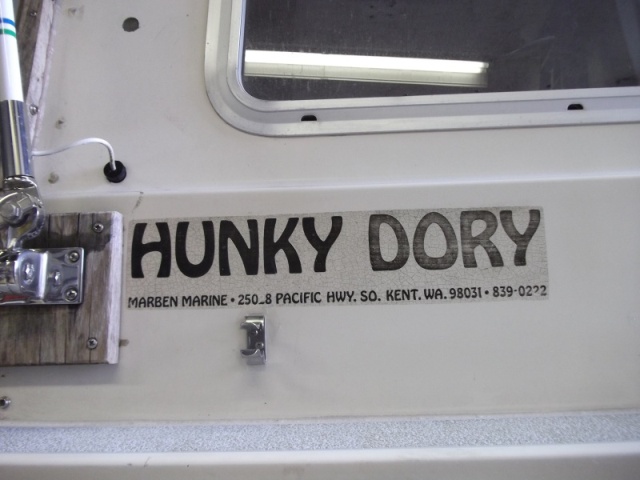 HUNKY DORY
MARBEN MARINE • PACIFIC HWY. SO. KENT. WA. 98031 • 839-0222